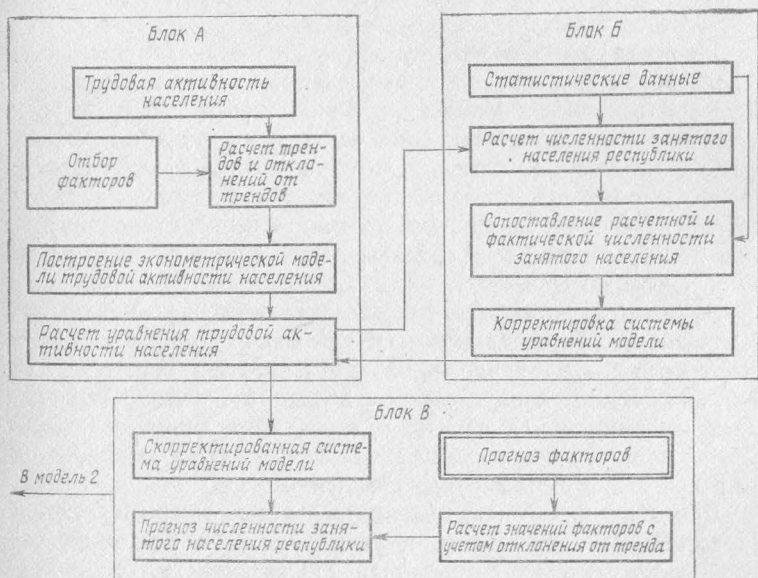 Блок А
Трудовая активность
населения
Отбор
факторов
Расчет трен-
дов и откло-
нений от
трендов
Построение эконометрической моде-
ли трудовой активности населения
Расчет уравнения трудовой ак-
тивности населения
Блок Б
Статистические данные
Расчет численности занятого
населения республики
Сопоставление расчетной и
фактической численности
занятого населения
Корректировка системы
уравнений модели
Блок В
Скорректированная систе-
ма уравнений модели
Прогноз факторов
В модель 2
Прогноз численности заня-
того населения республики
Расчет значений факторов с
учетом отклонения от тренда